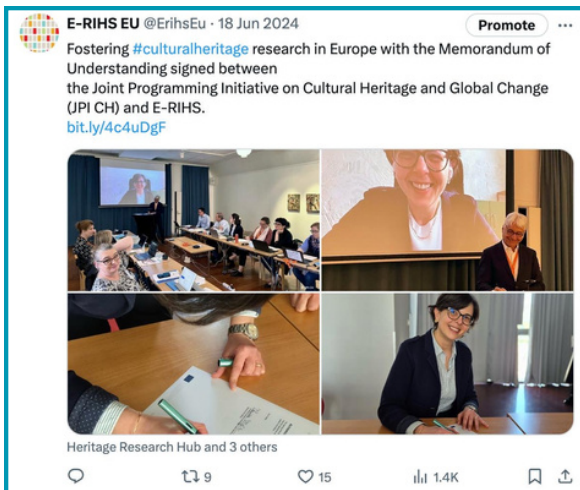 E-RIHS EU @ErihsEu · 18 Jun 2024
Promote
Fostering #culturalheritage research in Europe with the Memorandum of
Understanding signed between
the Joint Programming Initiative on Cultural Heritage and Global Change
(JPI CH) and E-RIHS.
bit.ly/4c4uDgF
Heritage Research Hub and 3 others
9
15
1.4K